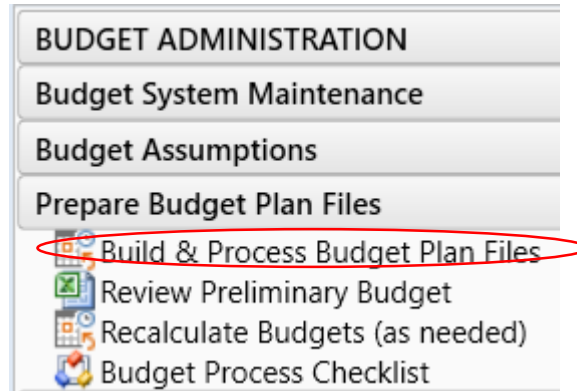 BUDGET ADMINISTRATION
Budget System Maintenance
Budget Assumptions
Prepare Budget Plan Files
Build & Process Budget Plan Files
Review Preliminary Budget
Recalculate Budgets (as needed)
Budget Process Checklist